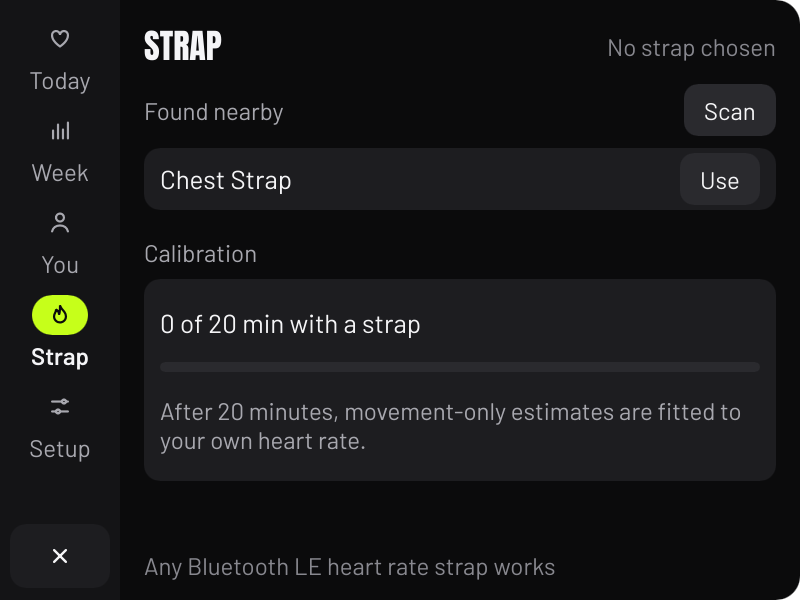 Today
Week
You
Strap
Setup
STRAP
No strap chosen
Found nearby
Scan
Chest Strap
Use
Calibration
0 of 20 min with a strap
After 20 minutes, movement-only estimates are fitted to
your own heart rate.
Any Bluetooth LE heart rate strap works